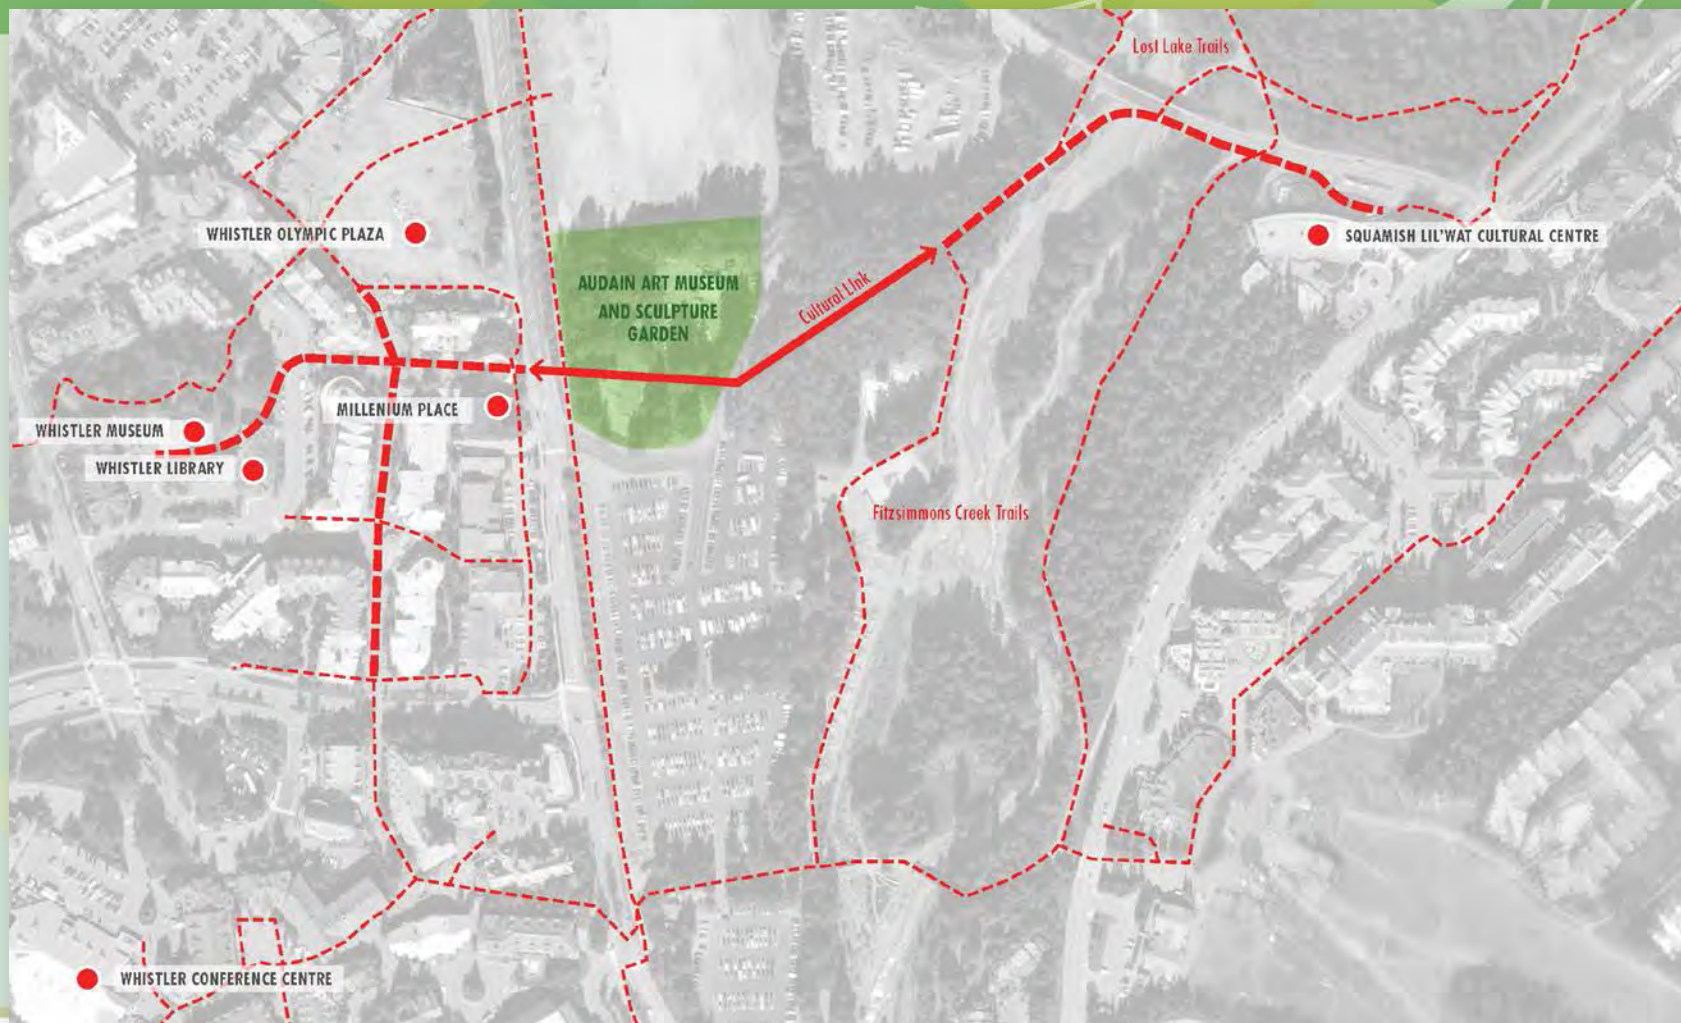 Lost Lake Trails
WHISTLER OLYMPIC PLAZA
SQUAMISH LIL'WAT CULTURAL CENTRE
AUDAIN ART MUSEUM
AND SCULPTURE
GARDEN
Cultural Link
MILLENIUM PLACE
WHISTLER MUSEUM
WHISTLER LIBRARY
Fitzsimmons Creek Trails
WHISTLER CONFERENCE CENTRE